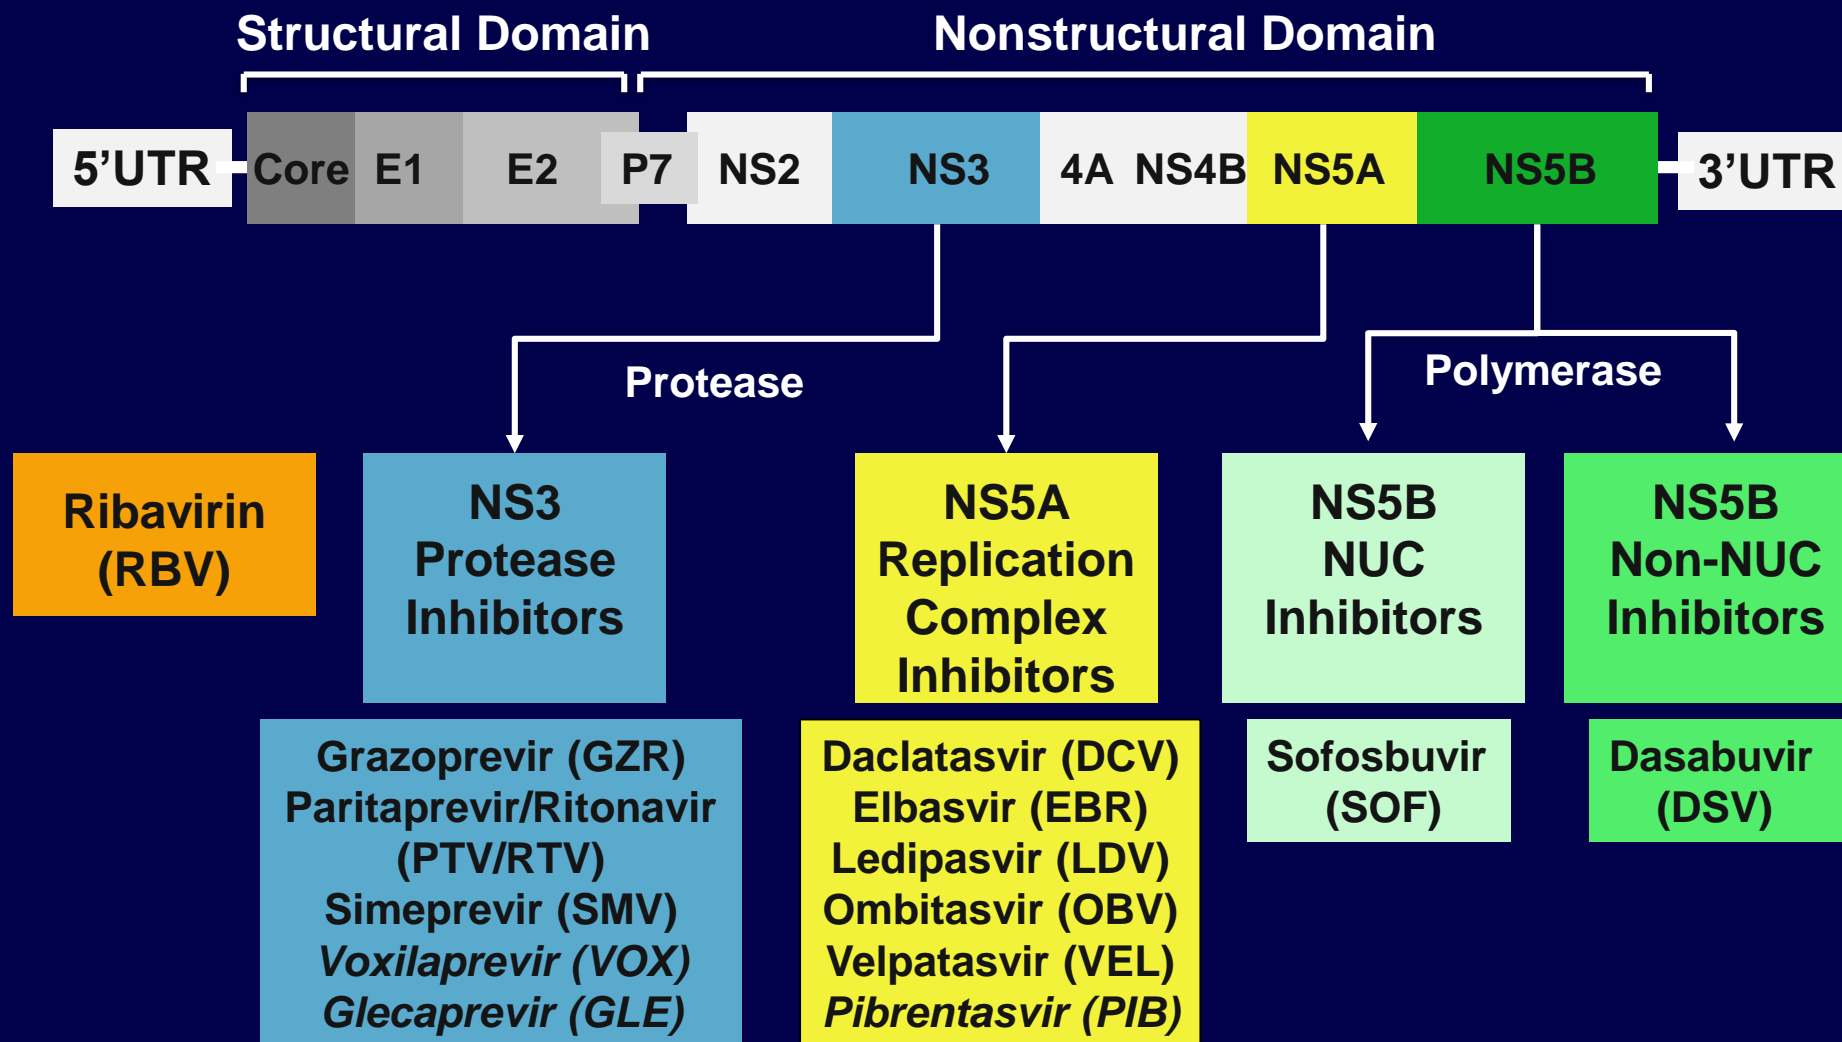 Structural Domain
Nonstructural Domain
5’UTR
Core
E1
E2
P7
NS2
NS3
4A
NS4B
NS5A
NS5B
3’UTR
Protease
Polymerase
Ribavirin
(RBV)
NS3
Protease
Inhibitors
NS5A
Replication
Complex
Inhibitors
NS5B
NUC
Inhibitors
NS5B
Non-NUC
Inhibitors
Grazoprevir (GZR)
Paritaprevir/Ritonavir
(PTV/RTV)
Simeprevir (SMV)
Voxilaprevir (VOX)
Glecaprevir (GLE)
Daclatasvir (DCV)
Elbasvir (EBR)
Ledipasvir (LDV)
Ombitasvir (OBV)
Velpatasvir (VEL)
Pibrentasvir (PIB)
Sofosbuvir
(SOF)
Dasabuvir
(DSV)